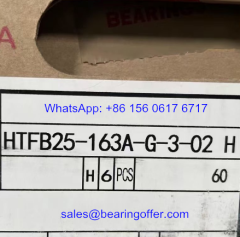 BEARING
WhatsApp: +86 156 0617 6717
HTFB25-163A-G-3-02 H
H 6 PCS 60
sales@bearingoffer.com